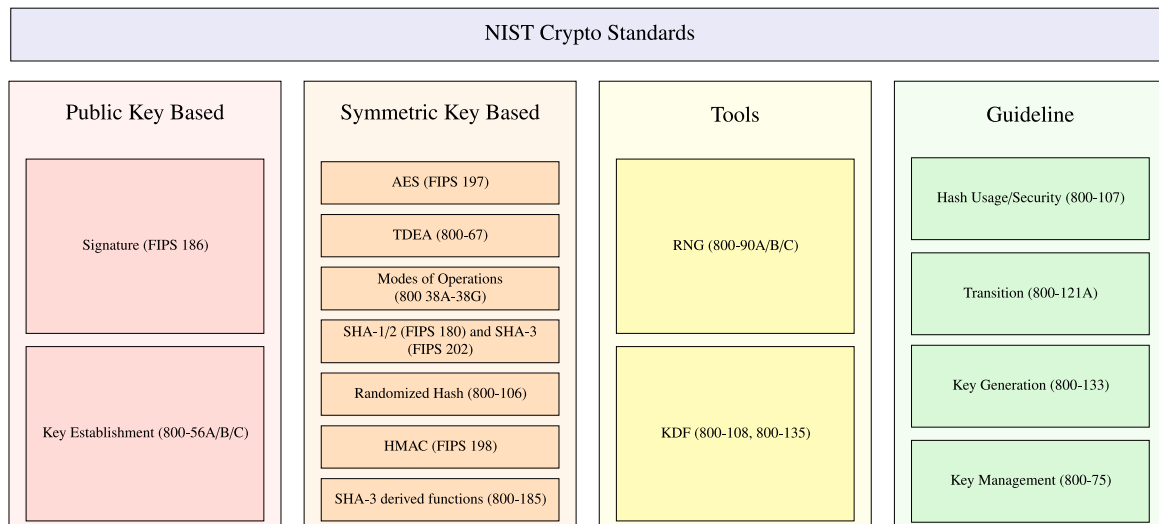 NIST Crypto Standards
Public Key Based
Signature (FIPS 186)
Key Establishment (800-56A/B/C)
Symmetric Key Based
AES (FIPS 197)
TDEA (800-67)
Modes of Operations
(800 38A-38G)
SHA-1/2 (FIPS 180) and SHA-3
(FIPS 202)
Randomized Hash (800-106)
HMAC (FIPS 198)
SHA-3 derived functions (800-185)
Tools
RNG (800-90A/B/C)
KDF (800-108, 800-135)
Guideline
Hash Usage/Security (800-107)
Transition (800-121A)
Key Generation (800-133)
Key Management (800-75)